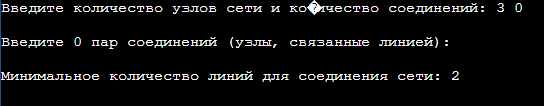 Введите количество узлов сети и ко�ичество соединений: 3 0
Введите 0 пар соединений (узлы, связанные линией):
Минимальное количество линий для соединения сети: 2